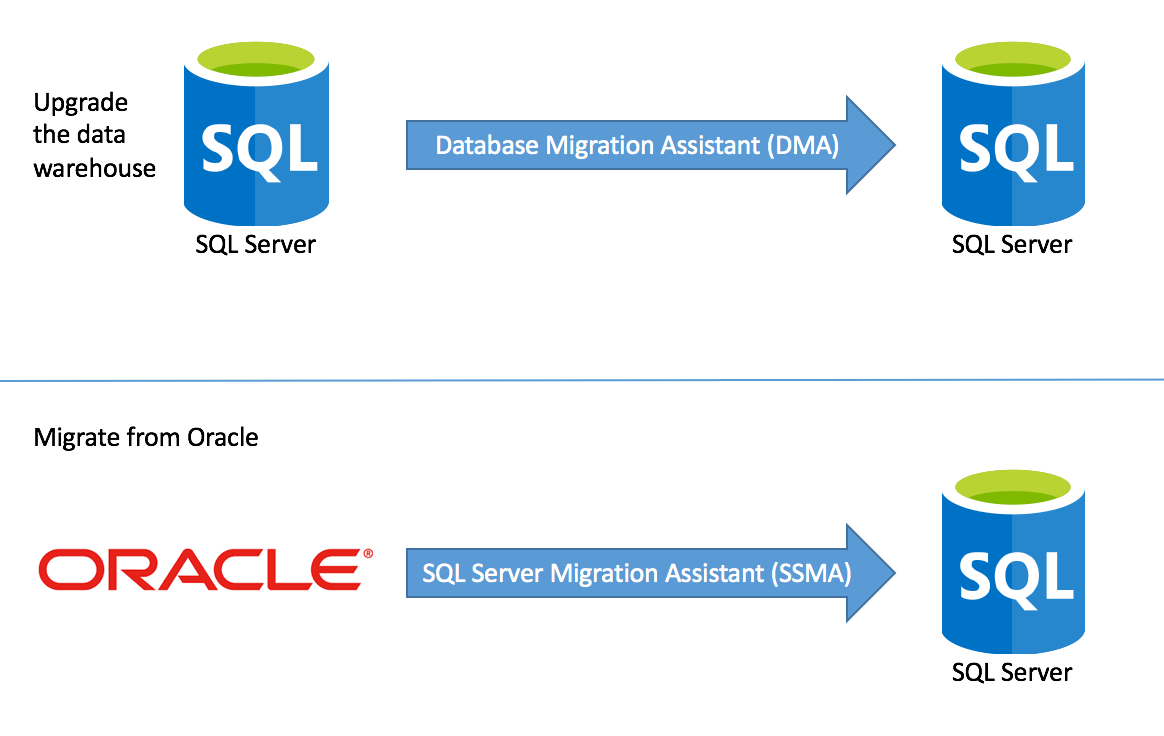 Upgrade
the data
warehouse
SQL
SQL Server
Database Migration Assistant (DMA)
SQL
SQL Server
Migrate from Oracle
ORACLE®
SQL Server Migration Assistant (SSMA)
SQL
SQL Server